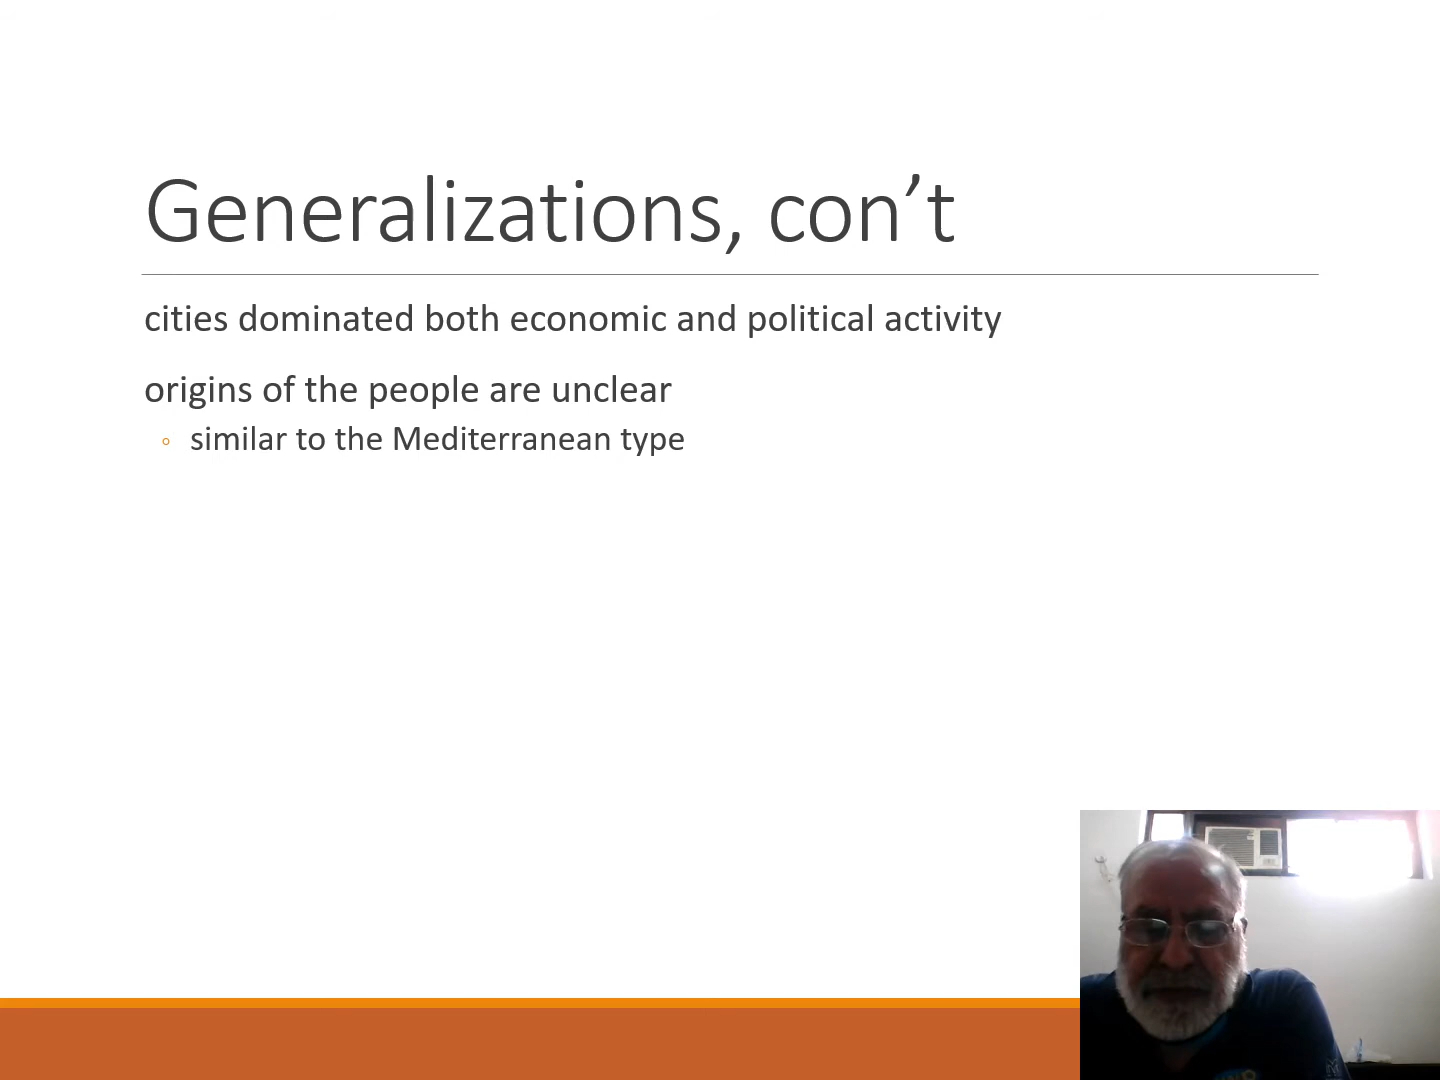 Generalizations, con’t
cities dominated both economic and political activity
origins of the people are unclear
similar to the Mediterranean type